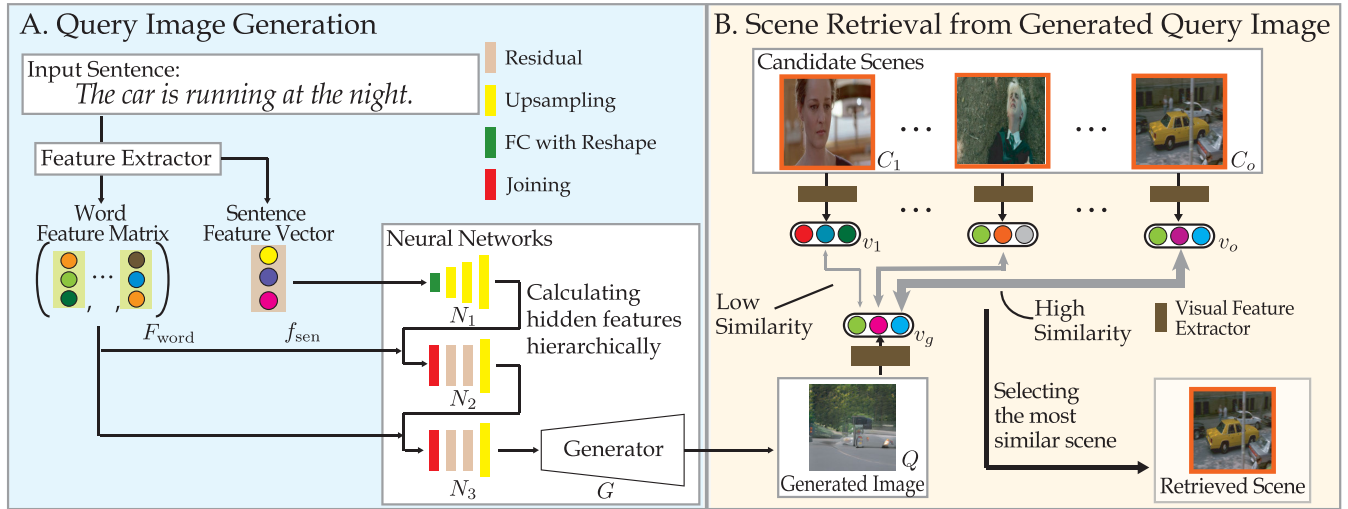 A. Query Image Generation
Input Sentence:
The car is running at the night.
Residual
Upsampling
FC with Reshape
Joining
Feature Extractor
Word
Feature Matrix
Sentence
Feature Vector
( , ... , )
F_word
f_sen
Neural Networks
N_1
Calculating
hidden features
hierarchically
N_2
N_3
Generator
G
B. Scene Retrieval from Generated Query Image
Candidate Scenes
C_1
...
...
C_o
v_1
...
...
v_o
Low
Similarity
High
Similarity
Visual Feature
Extractor
v_g
Q
Generated Image
Selecting
the most
similar scene
Retrieved Scene